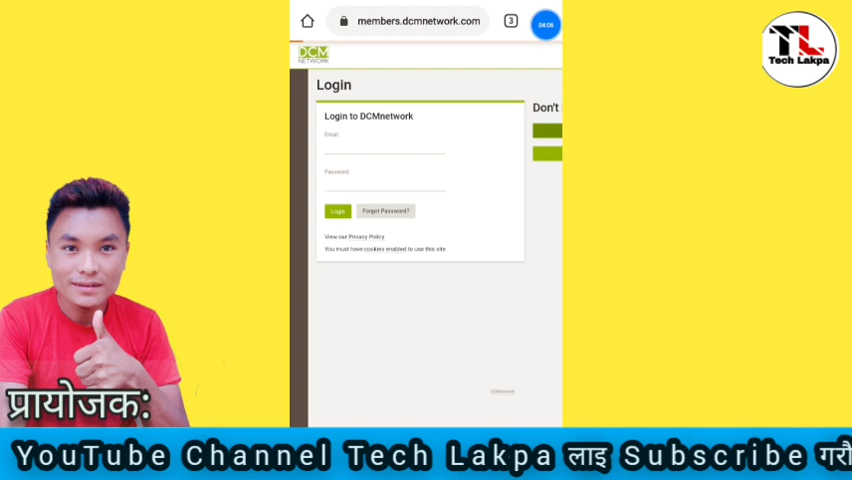 members.dcmnetwork.com
3
04:06
DCM
NETWORK
TL
Tech Lakpa
Login
Login to DCMnetwork
Don't
Email
Password
Login
Forgot Password?
View our Privacy Policy
You must have cookies enabled to use this site.
प्रायोजक:
YouTube Channel Tech Lakpa लाइ Subscribe गरौ